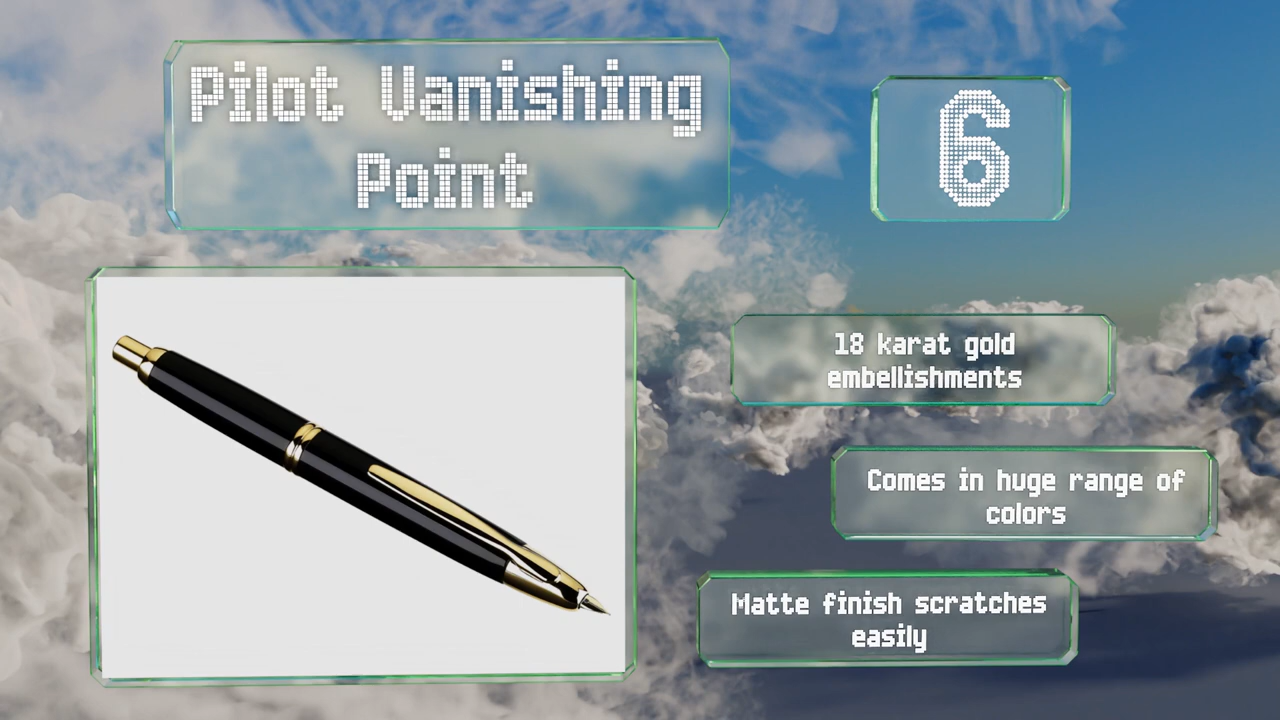 Pilot Vanishing
Point
6
18 karat gold
embellishments
Comes in huge range of
colors
Matte finish scratches
easily